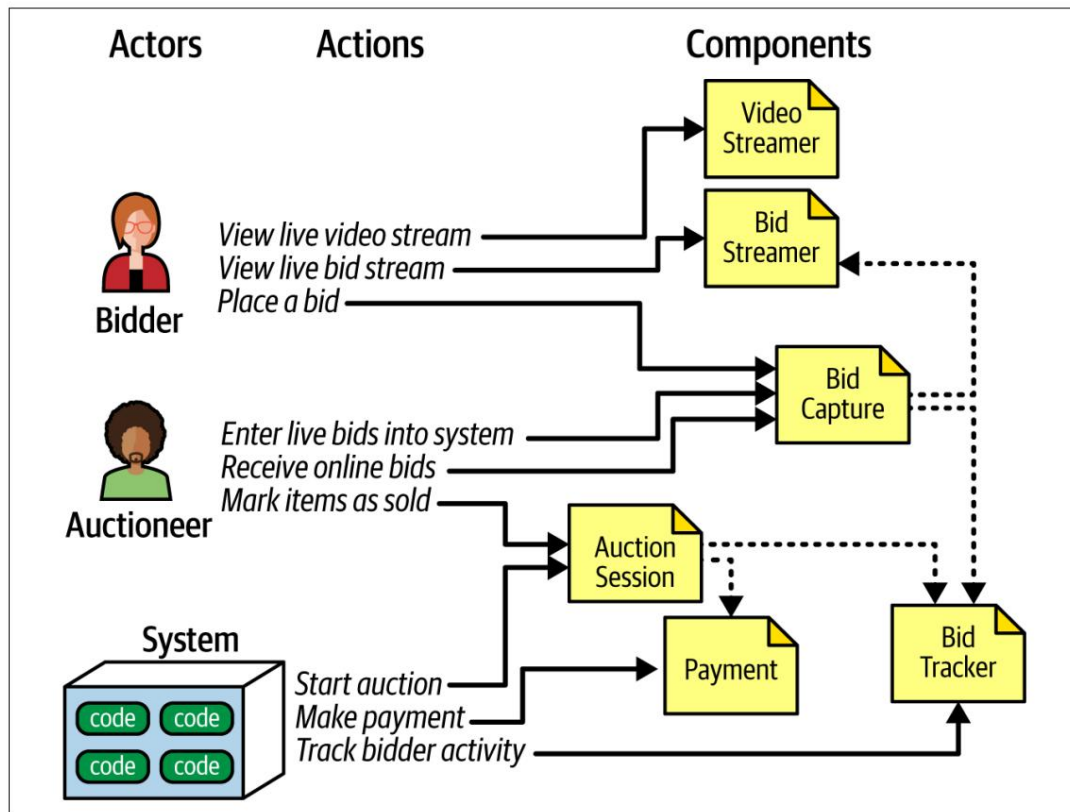 Actors
Actions
Components
Video
Streamer
Bid
Streamer
View live video stream
View live bid stream
Place a bid
Bidder
Bid
Capture
Enter live bids into system
Receive online bids
Mark items as sold
Auctioneer
Auction
Session
System
code code
code code
Start auction
Make payment
Track bidder activity
Payment
Bid
Tracker